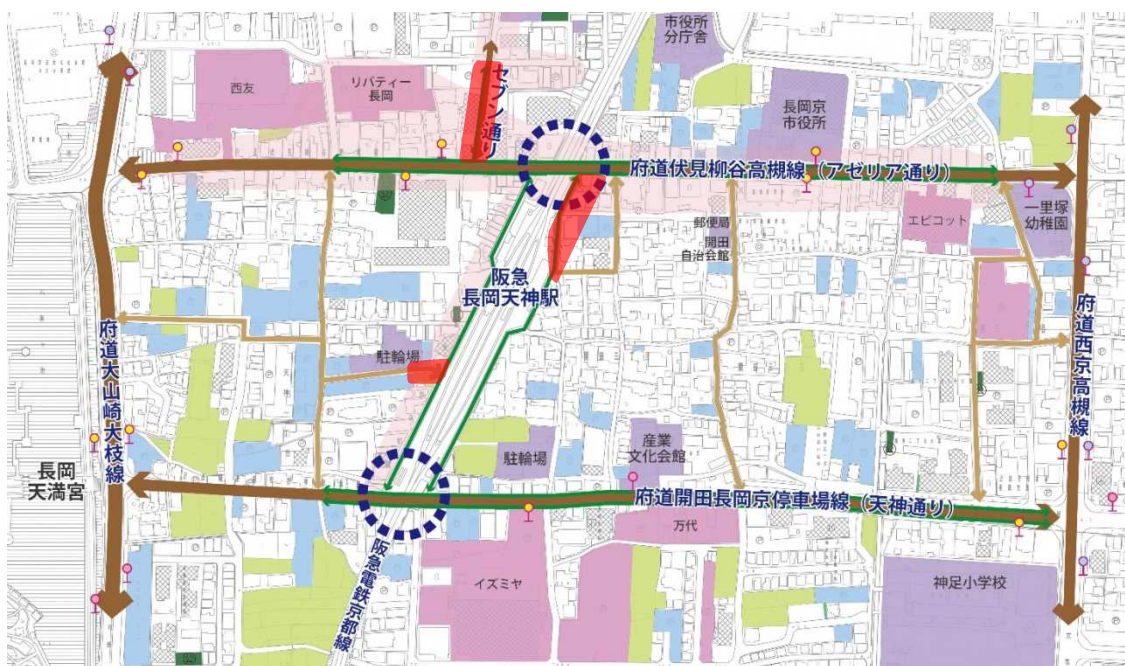 市役所
分庁舎
西友
リバティー
長岡
セブン通り
長岡京
市役所
府道伏見柳谷高槻線（アゼリア通り）
一里塚
幼稚園
エビコット
郵便局
開田
自治会館
阪急
長岡天神駅
駐輪場
府道大山崎大枝線
府道西京高槻線
長岡
天満宮
駐輪場
産業
文化会館
府道開田長岡京停車場線（天神通り）
万代
阪急電鉄京都線
イズミヤ
神足小学校